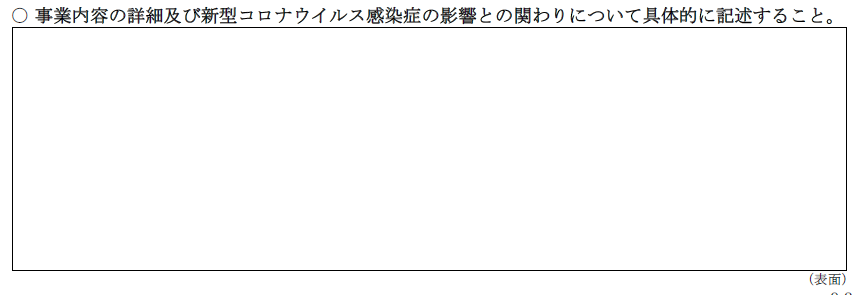 ○ 事業内容の詳細及び新型コロナウイルス感染症の影響との関わりについて具体的に記述すること。
（表面）